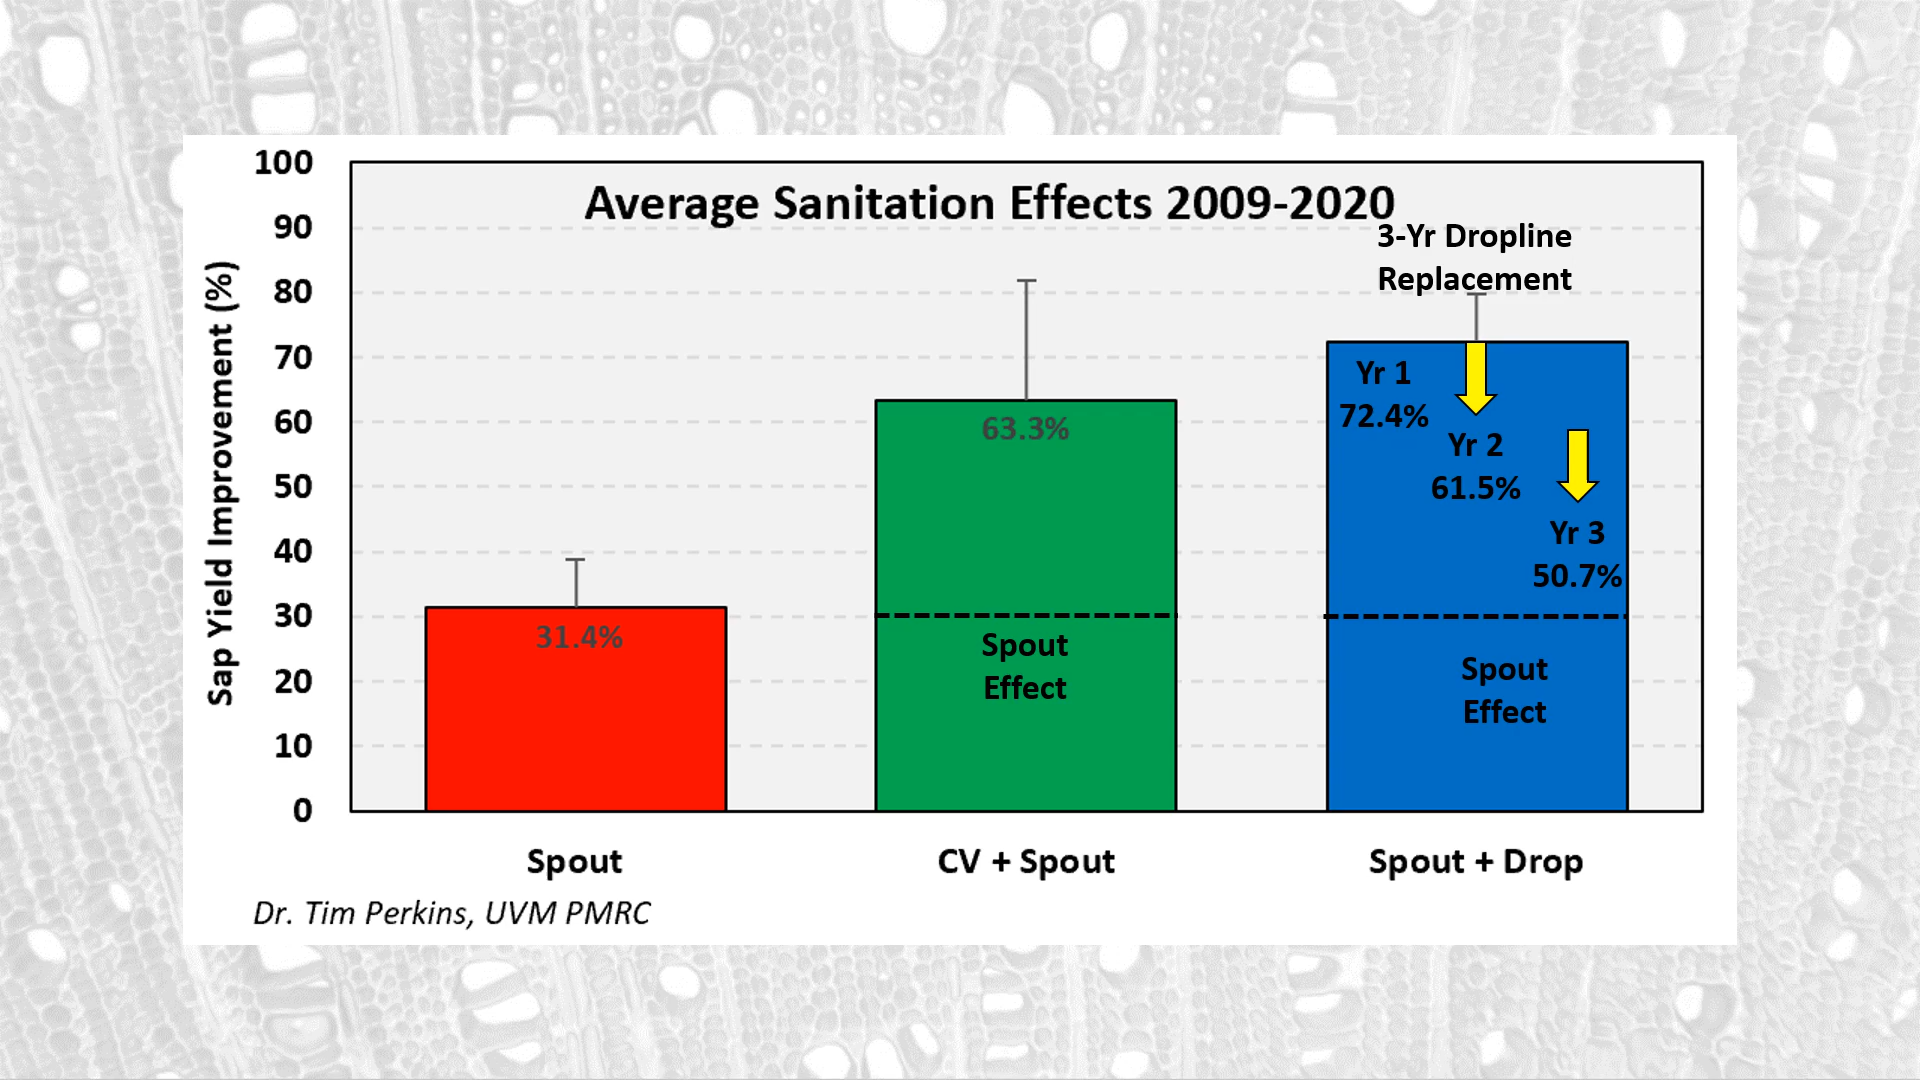 Average Sanitation Effects 2009-2020
Sap Yield Improvement (%)
100
90
80
70
60
50
40
30
20
10
0
31.4%
63.3%
Spout
Effect
3-Yr Dropline
Replacement
Yr 1
72.4%
Yr 2
61.5%
Yr 3
50.7%
Spout
Effect
Spout
CV + Spout
Spout + Drop
Dr. Tim Perkins, UVM PMRC